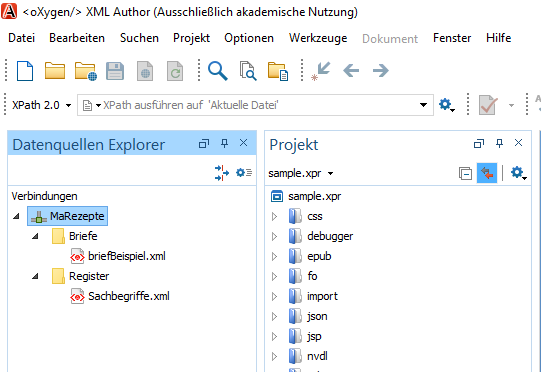 <oXygen/> XML Author (Ausschließlich akademische Nutzung)
Datei Bearbeiten Suchen Projekt Optionen Werkzeuge Dokument Fenster Hilfe
XPath 2.0 XPath ausführen auf 'Aktuelle Datei'
Datenquellen Explorer
Verbindungen
MaRezepte
Briefe
briefBeispiel.xml
Register
Sachbegriffe.xml
Projekt
sample.xpr
sample.xpr
css
debugger
epub
fo
import
json
jsp
nvdl